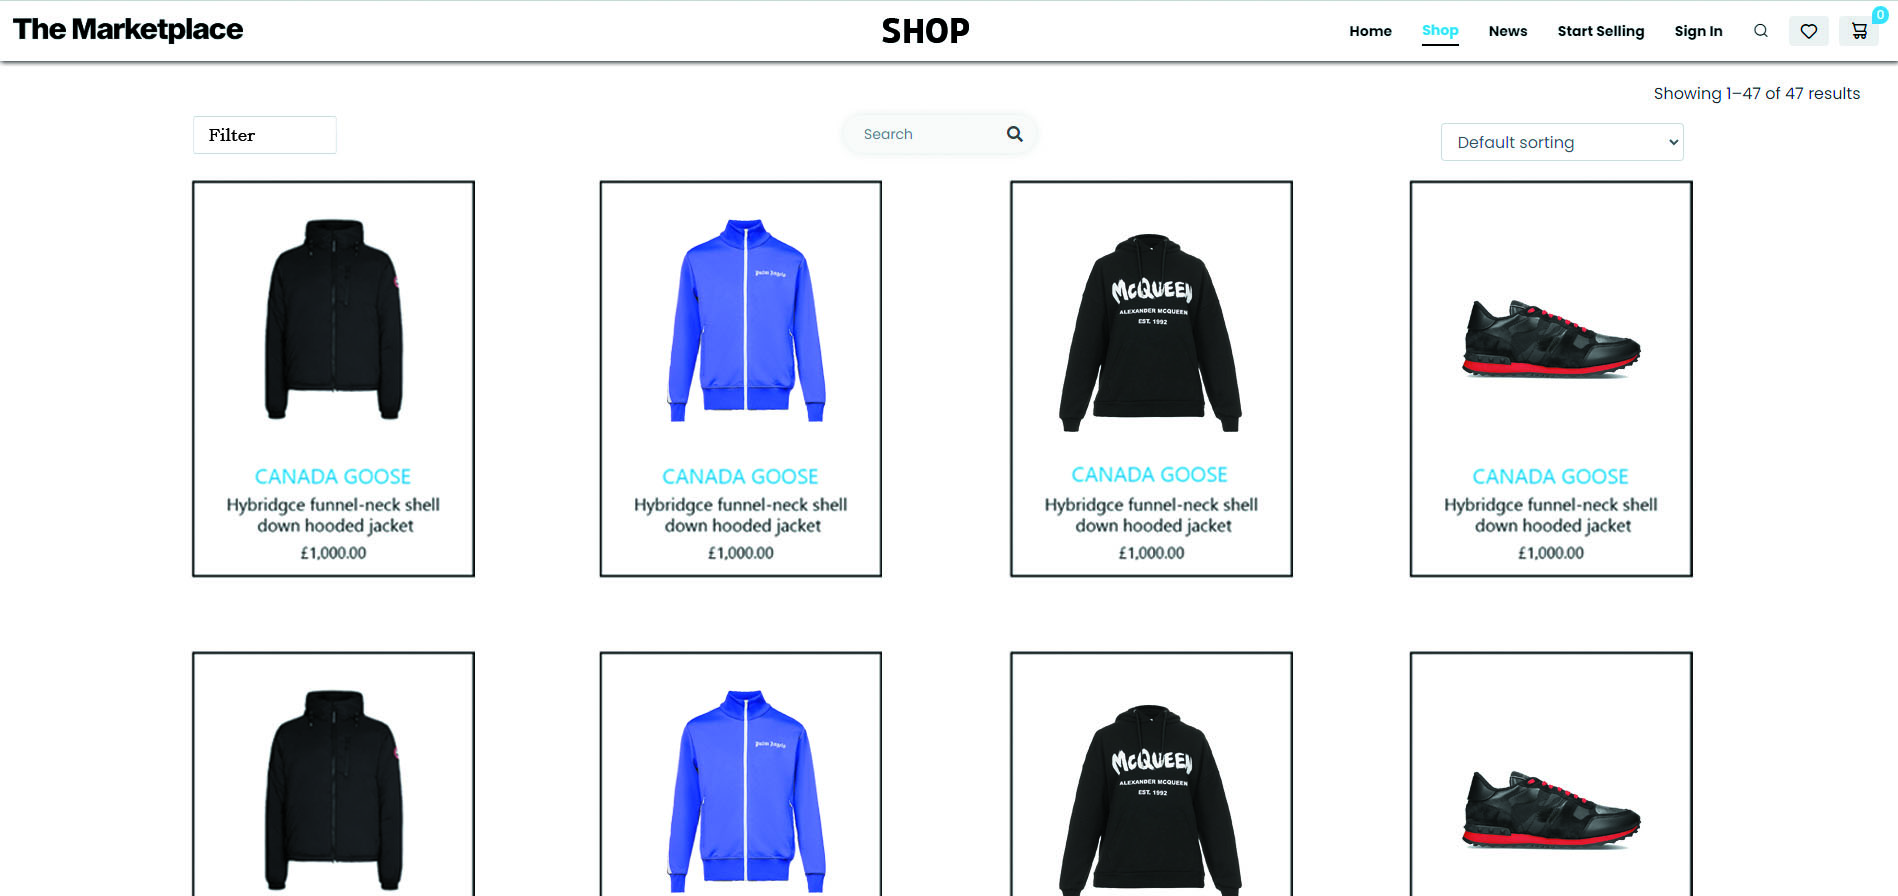 The Marketplace
SHOP
Home Shop News Start Selling Sign In 0
Showing 1–47 of 47 results
Filter
Search
Default sorting
Palm Angels
McQUEEN
ALEXANDER MCQUEEN
EST. 1992
CANADA GOOSE
Hybridgce funnel-neck shell
down hooded jacket
£1,000.00
CANADA GOOSE
Hybridgce funnel-neck shell
down hooded jacket
£1,000.00
CANADA GOOSE
Hybridgce funnel-neck shell
down hooded jacket
£1,000.00
CANADA GOOSE
Hybridgce funnel-neck shell
down hooded jacket
£1,000.00
Palm Angels
McQUEEN
ALEXANDER MCQUEEN
EST. 1992